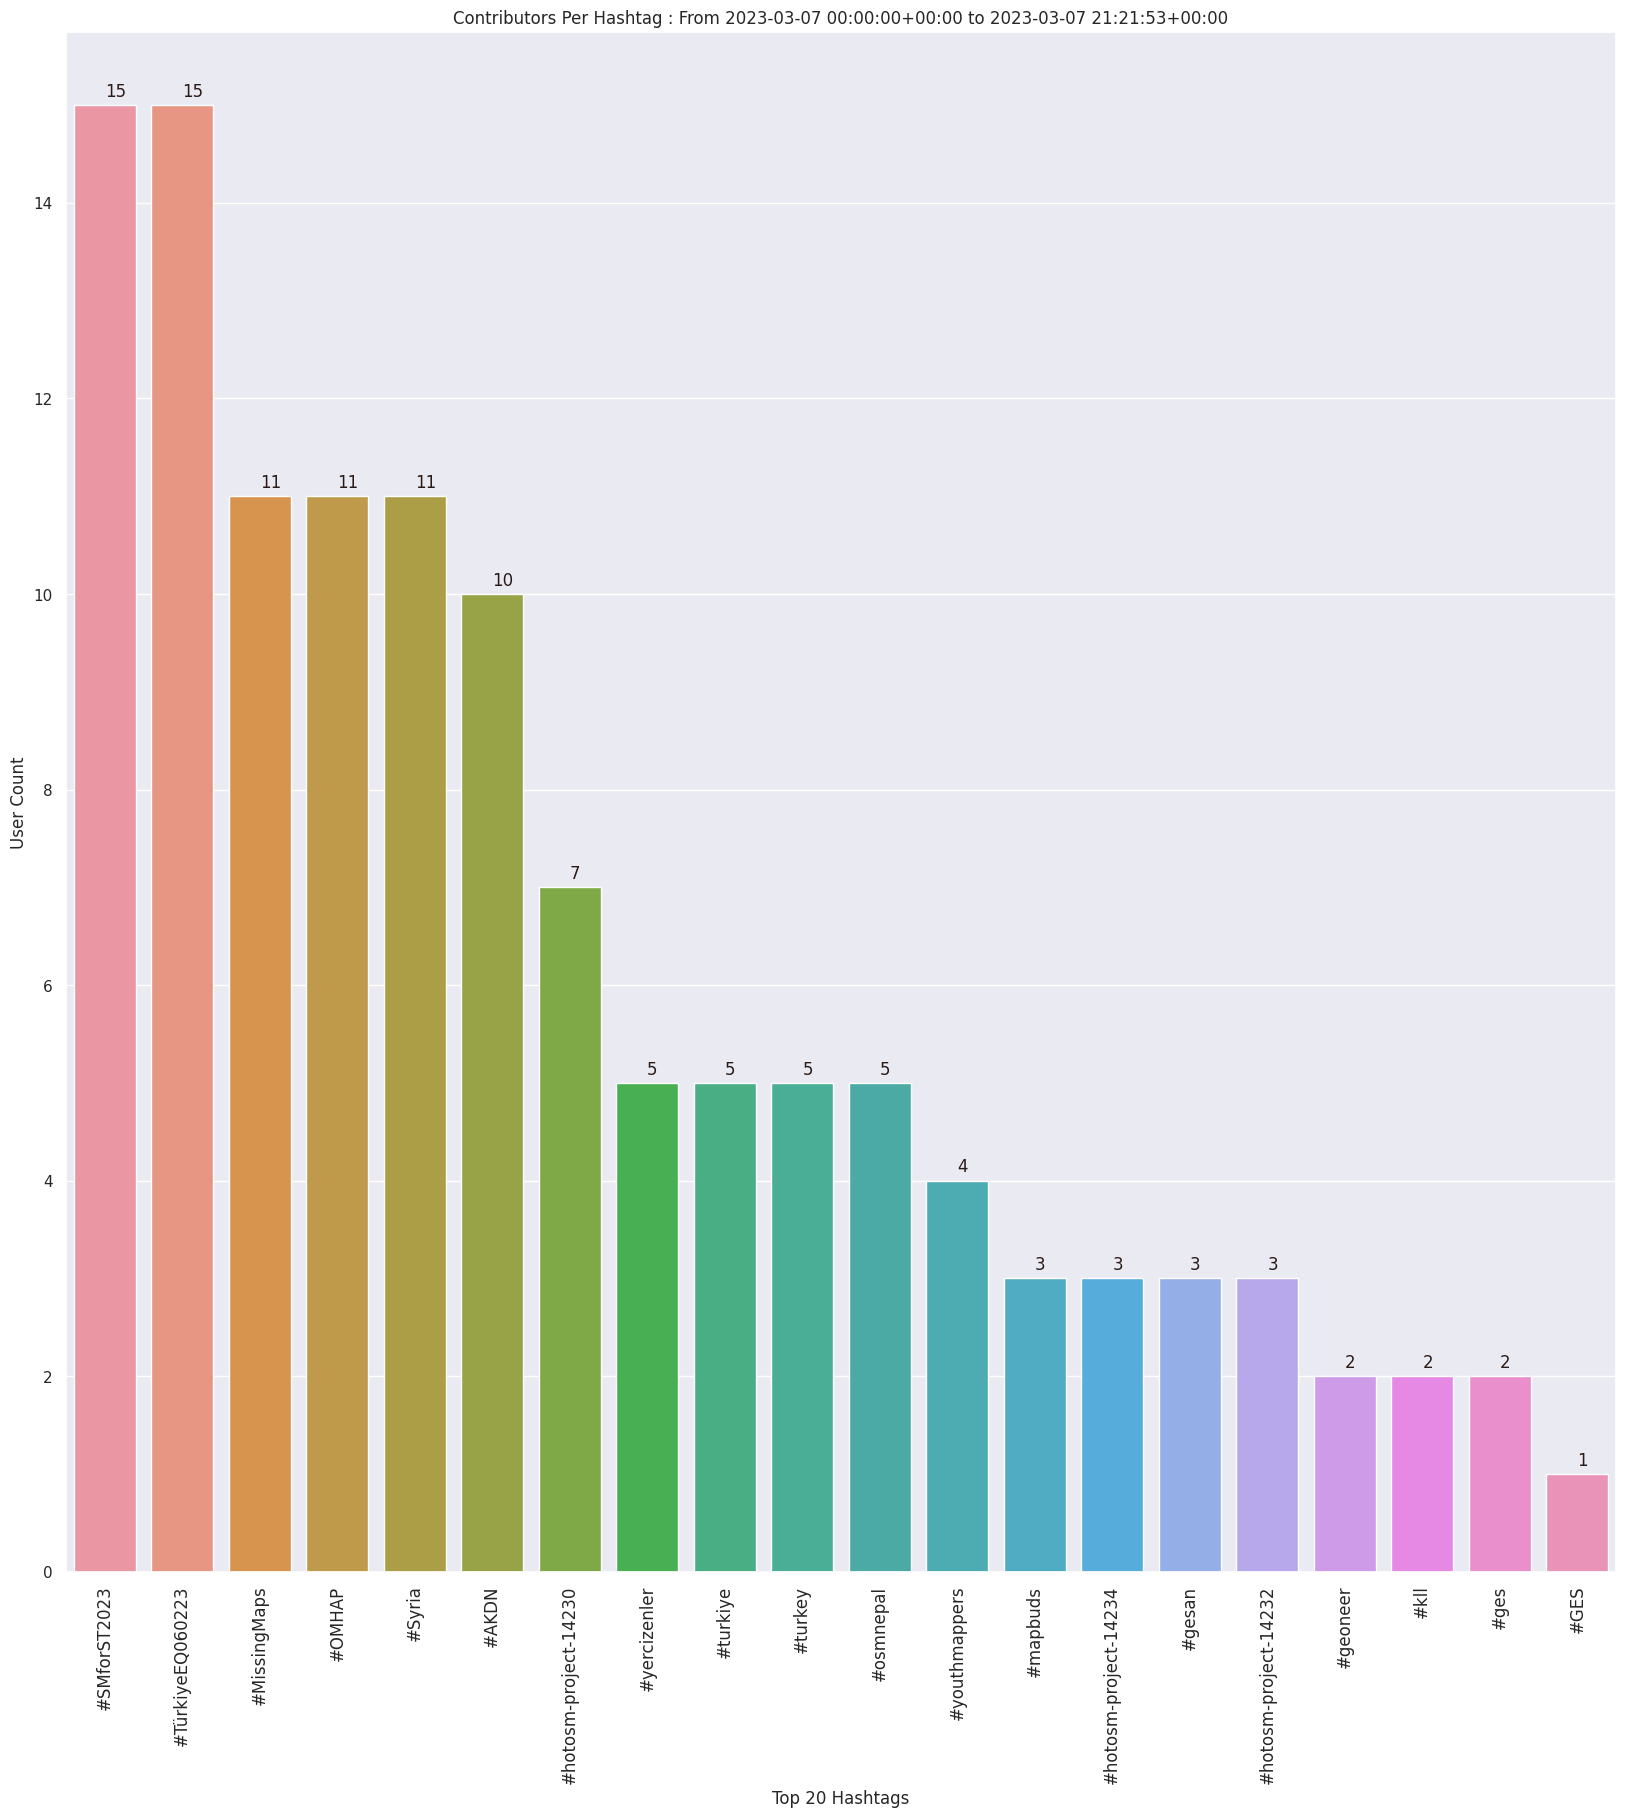 Contributors Per Hashtag : From 2023-03-07 00:00:00+00:00 to 2023-03-07 21:21:53+00:00
15
15
14
12
11
11
11
10
10
8
User Count
7
6
5
5
5
5
4
4
3
3
3
3
2
2
2
2
1
0
#SMforST2023
#TürkiyeEQ060223
#MissingMaps
#OMHAP
#Syria
#AKDN
#hotosm-project-14230
#yercizenler
#turkiye
#turkey
#osmnepal
#youthmappers
#mapbuds
#hotosm-project-14234
#gesan
#hotosm-project-14232
#geoneer
#kll
#ges
#GES
Top 20 Hashtags